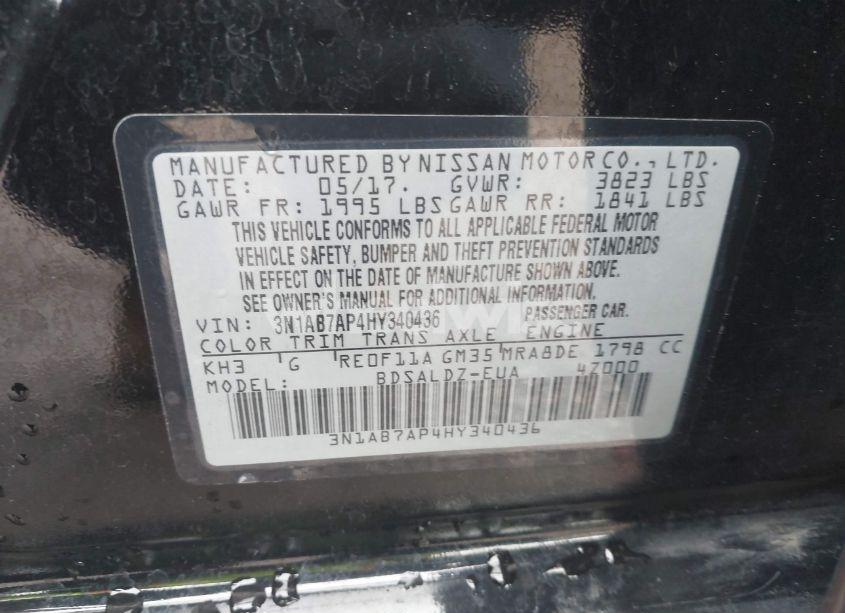 MANUFACTURED BY NISSAN MOTOR CO., LTD.
DATE: 05/17. GVWR: 3823 LBS
GAWR FR: 1995 LBS GAWR RR: 1841 LBS
THIS VEHICLE CONFORMS TO ALL APPLICABLE FEDERAL MOTOR
VEHICLE SAFETY, BUMPER AND THEFT PREVENTION STANDARDS
IN EFFECT ON THE DATE OF MANUFACTURE SHOWN ABOVE.
SEE OWNER'S MANUAL FOR ADDITIONAL INFORMATION.
VIN: 3N1AB7AP4HY340436 PASSENGER CAR.
COLOR TRIM TRANS AXLE ENGINE
KH3 G RE0F11A GM35 MRA8DE 1798 CC
MODEL: BDSALDZ-EUA 47000
3N1AB7AP4HY340436